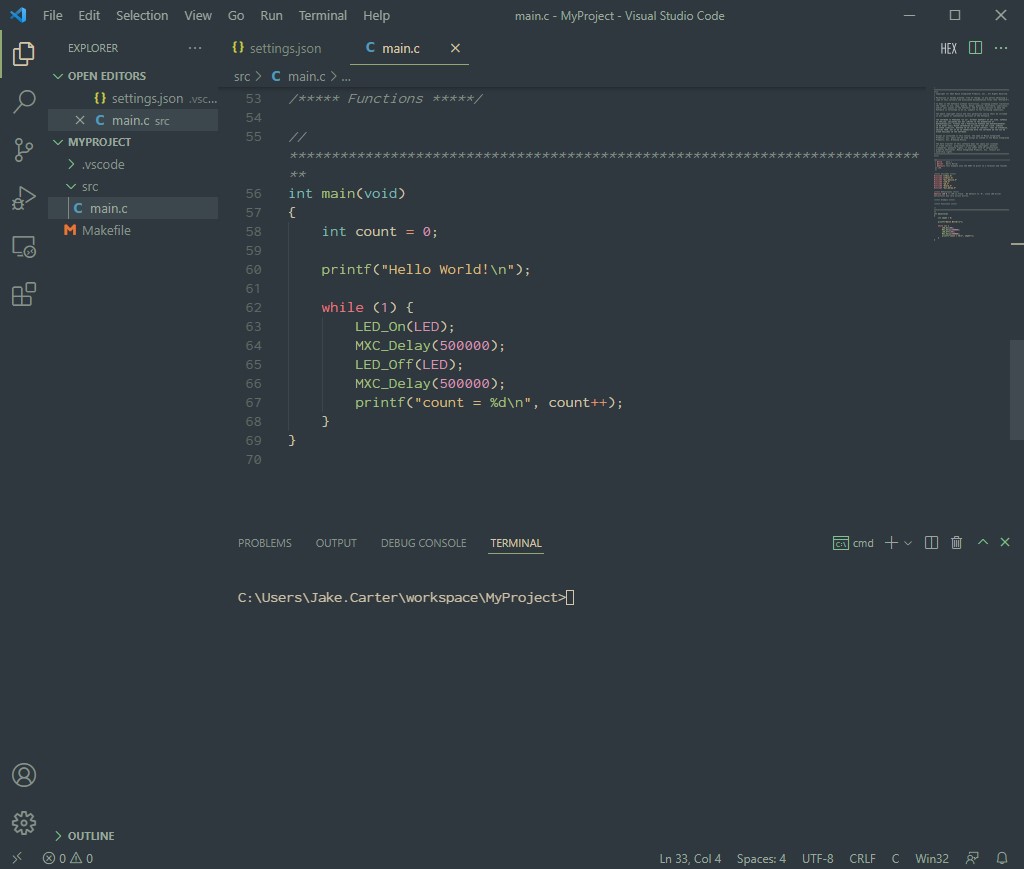 File Edit Selection View Go Run Terminal Help main.c - MyProject - Visual Studio Code
EXPLORER
OPEN EDITORS
settings.json .vsc...
main.c src
MYPROJECT
.vscode
src
main.c
Makefile
OUTLINE
settings.json main.c HEX
src > main.c > ...
53 /***** Functions *****/
54
55 //
***************************************************************************
**
56 int main(void)
57 {
58 int count = 0;
59
60 printf("Hello World!\n");
61
62 while (1) {
63 LED_On(LED);
64 MXC_Delay(500000);
65 LED_Off(LED);
66 MXC_Delay(500000);
67 printf("count = %d\n", count++);
68 }
69 }
70
PROBLEMS OUTPUT DEBUG CONSOLE TERMINAL cmd
C:\Users\Jake.Carter\workspace\MyProject>
0 0 Ln 33, Col 4 Spaces: 4 UTF-8 CRLF C Win32